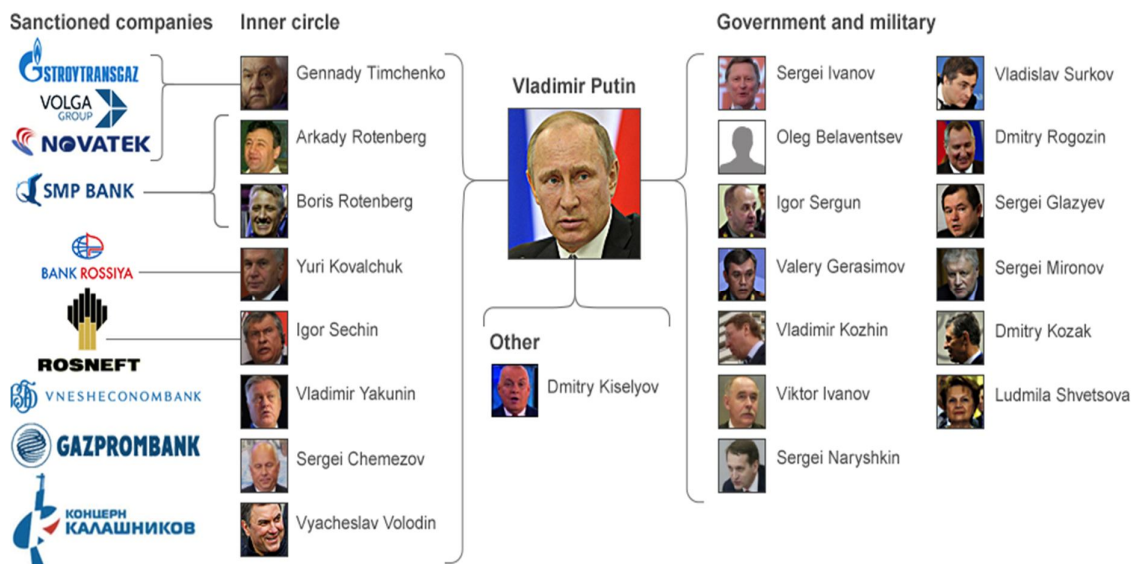 Sanctioned companies
STROYTRANSGAZ
VOLGA
GROUP
NOVATEK
SMP BANK
BANK ROSSIYA
ROSNEFT
VNESHECONOMBANK
GAZPROMBANK
КОНЦЕРН
КАЛАШНИКОВ
Inner circle
Gennady Timchenko
Arkady Rotenberg
Boris Rotenberg
Yuri Kovalchuk
Igor Sechin
Vladimir Yakunin
Sergei Chemezov
Vyacheslav Volodin
Vladimir Putin
Other
Dmitry Kiselyov
Government and military
Sergei Ivanov
Oleg Belaventsev
Igor Sergun
Valery Gerasimov
Vladimir Kozhin
Viktor Ivanov
Sergei Naryshkin
Vladislav Surkov
Dmitry Rogozin
Sergei Glazyev
Sergei Mironov
Dmitry Kozak
Ludmila Shvetsova